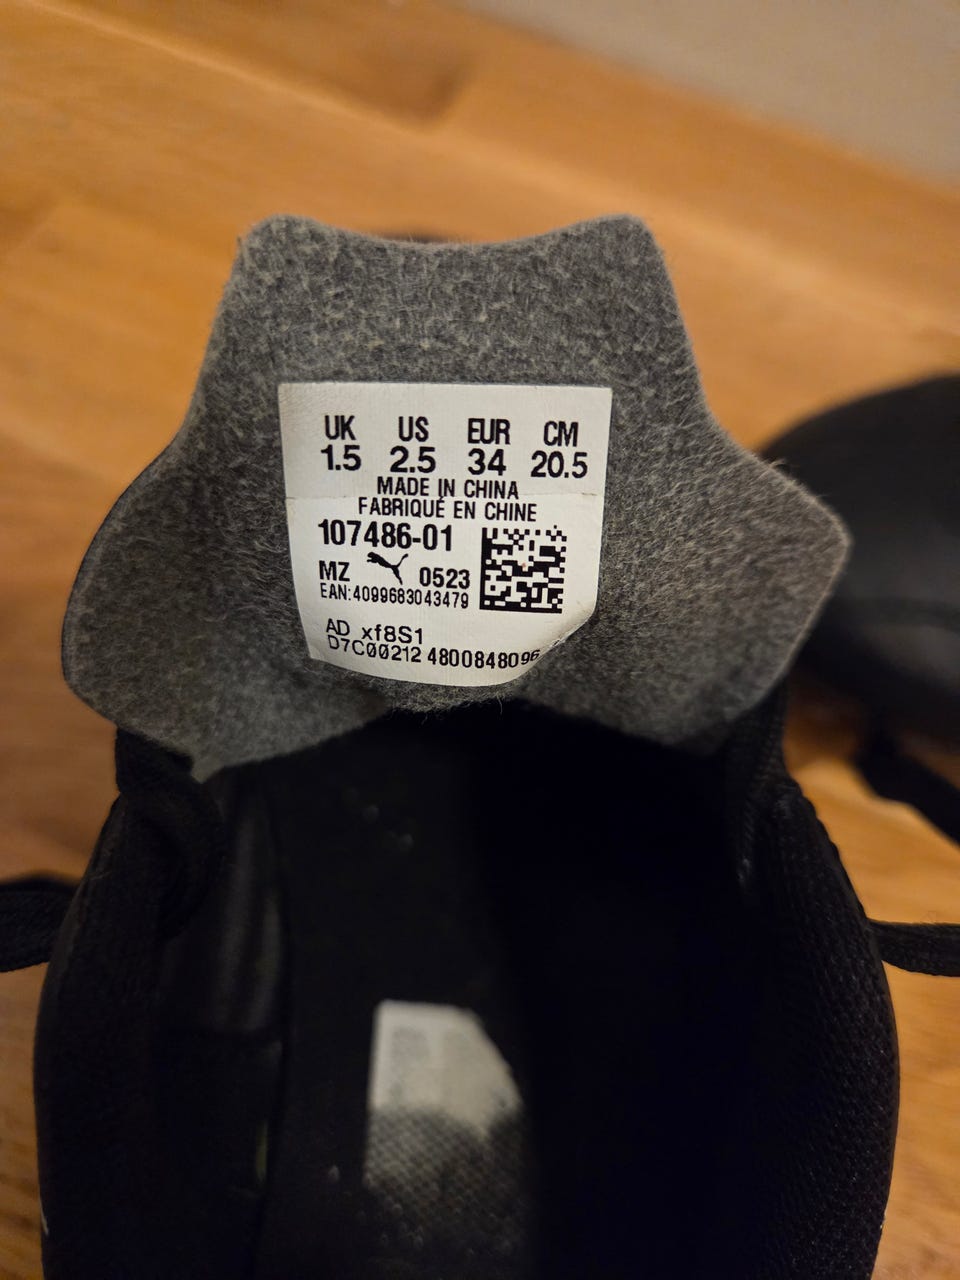 UK US EUR CM
1.5 2.5 34 20.5
MADE IN CHINA
FABRIQUÉ EN CHINE
107486-01
MZ 0523
EAN:4099683043479
AD xf8S1
D7C00212 4800848096